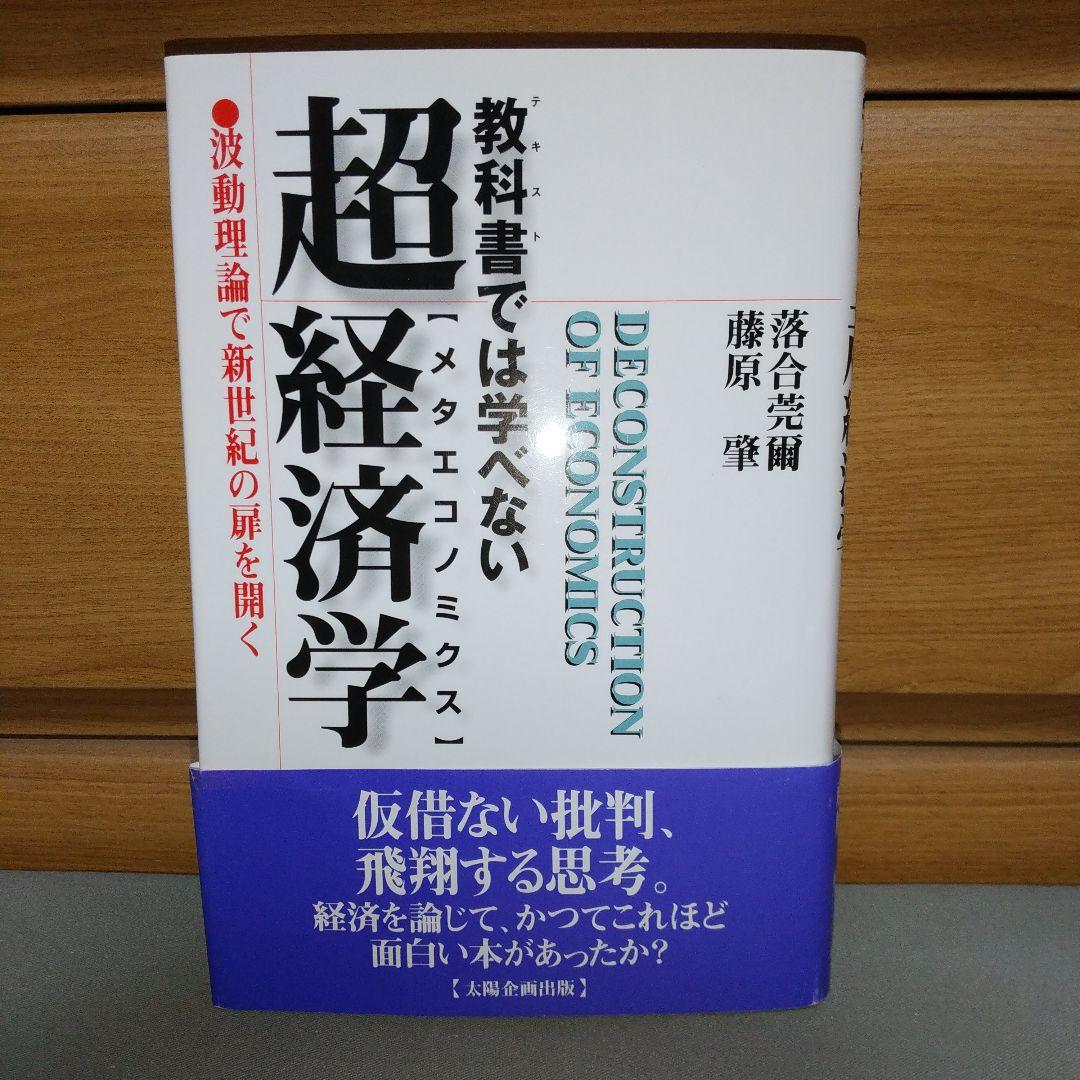 落合莞爾
藤原 肇
DECONSTRUCTION
OF ECONOMICS
テキスト
教科書では学べない
【メタエコノミクス】
超経済学
●波動理論で新世紀の扉を開く
仮借ない批判、
飛翔する思考。
経済を論じて、かつてこれほど
面白い本があったか？
【太陽企画出版】